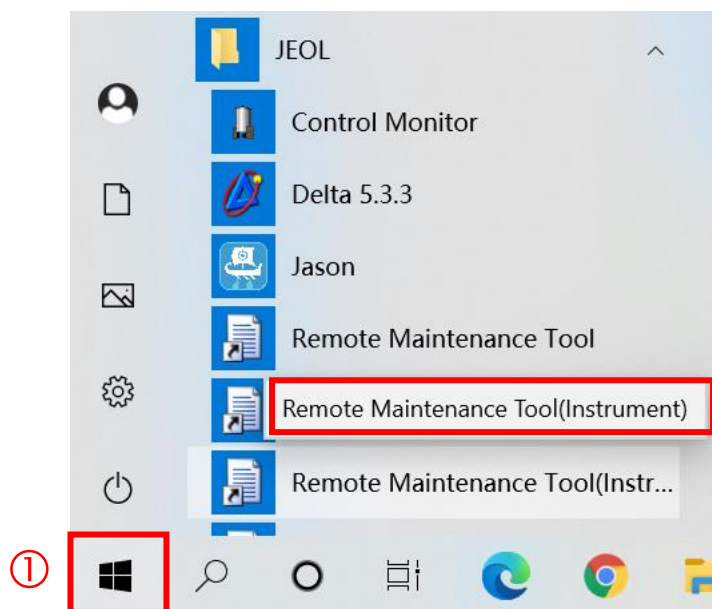 JEOL
Control Monitor
Delta 5.3.3
Jason
Remote Maintenance Tool
Remote Maintenance Tool(Instrument)
Remote Maintenance Tool(Instr...
①